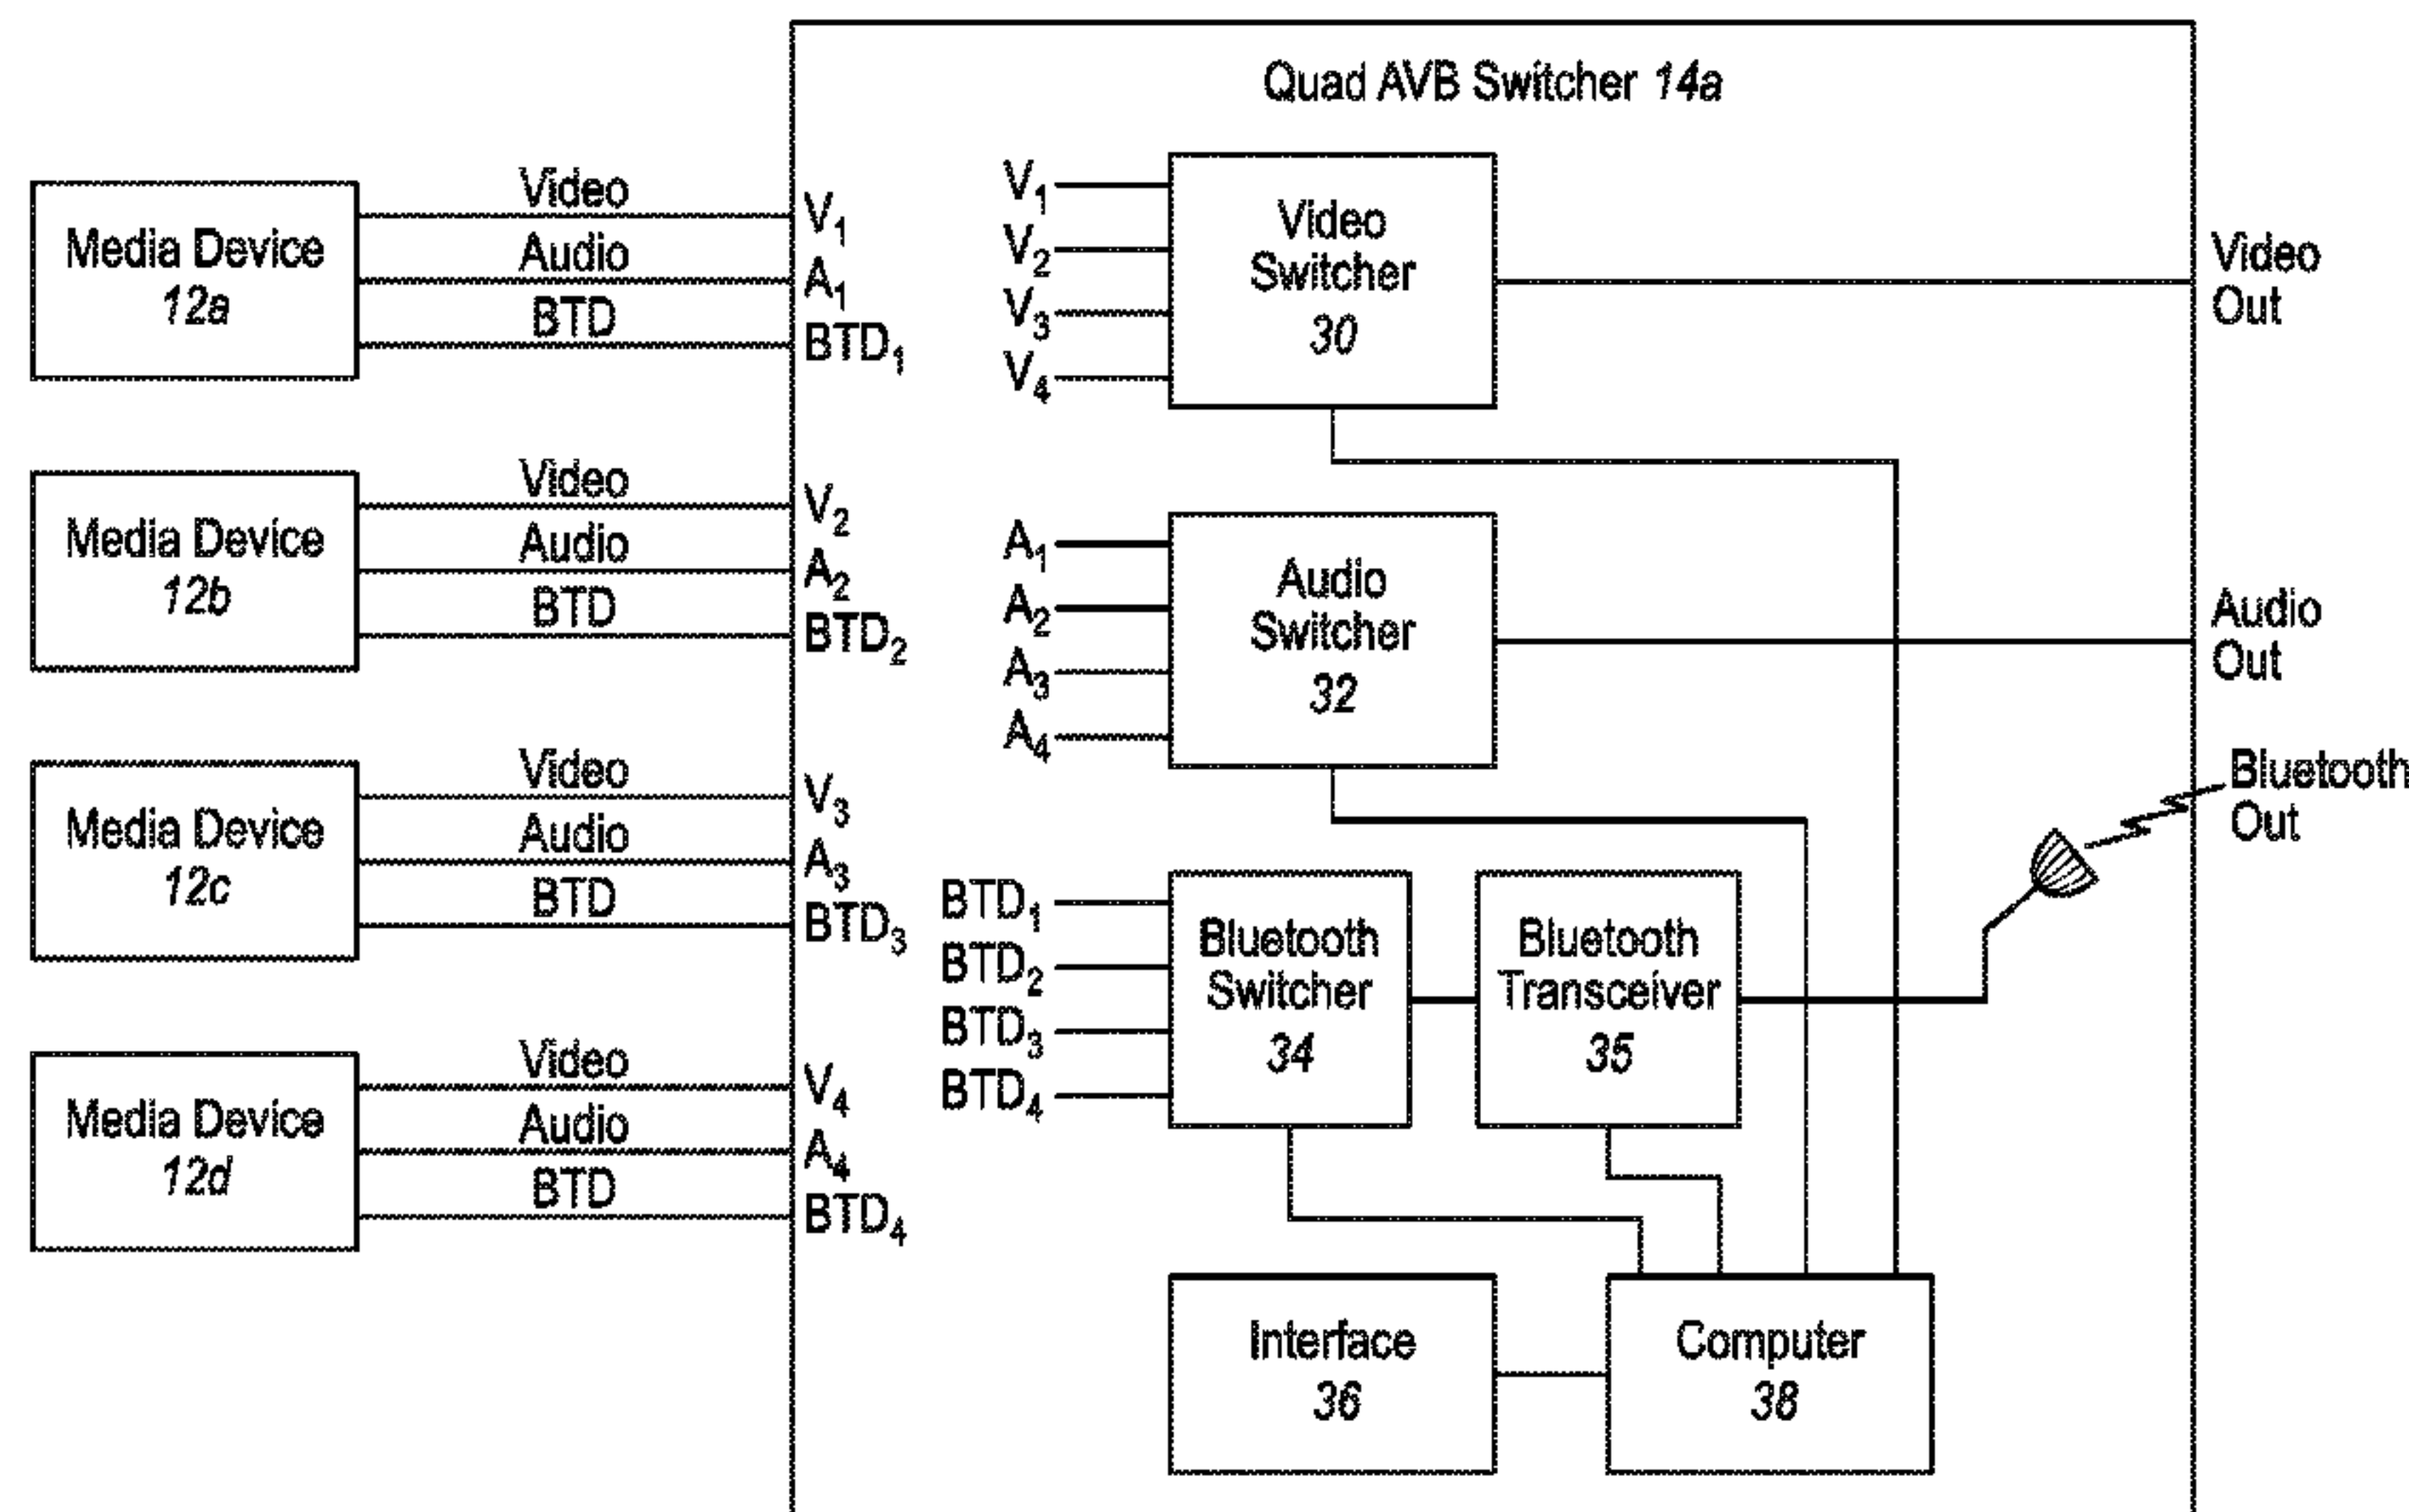 Quad AVB Switcher 14a
Media Device
12a
Video
Audio
BTD
V1
A1
BTD1
Media Device
12b
Video
Audio
BTD
V2
A2
BTD2
Media Device
12c
Video
Audio
BTD
V3
A3
BTD3
Media Device
12d
Video
Audio
BTD
V4
A4
BTD4
V1
V2
V3
V4
Video
Switcher
30
Video
Out
A1
A2
A3
A4
Audio
Switcher
32
Audio
Out
BTD1
BTD2
BTD3
BTD4
Bluetooth
Switcher
34
Bluetooth
Transceiver
35
Bluetooth
Out
Interface
36
Computer
38